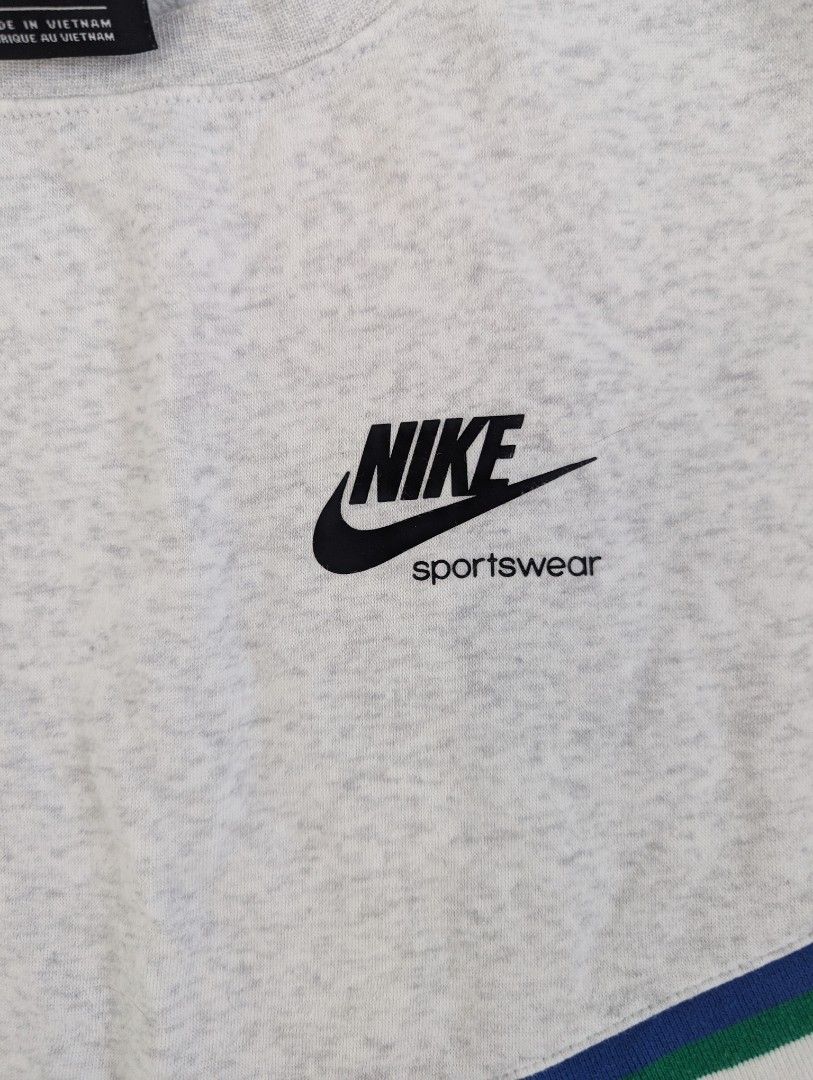 DE IN VIETNAM
RIQUE AU VIETNAM
NIKE
sportswear